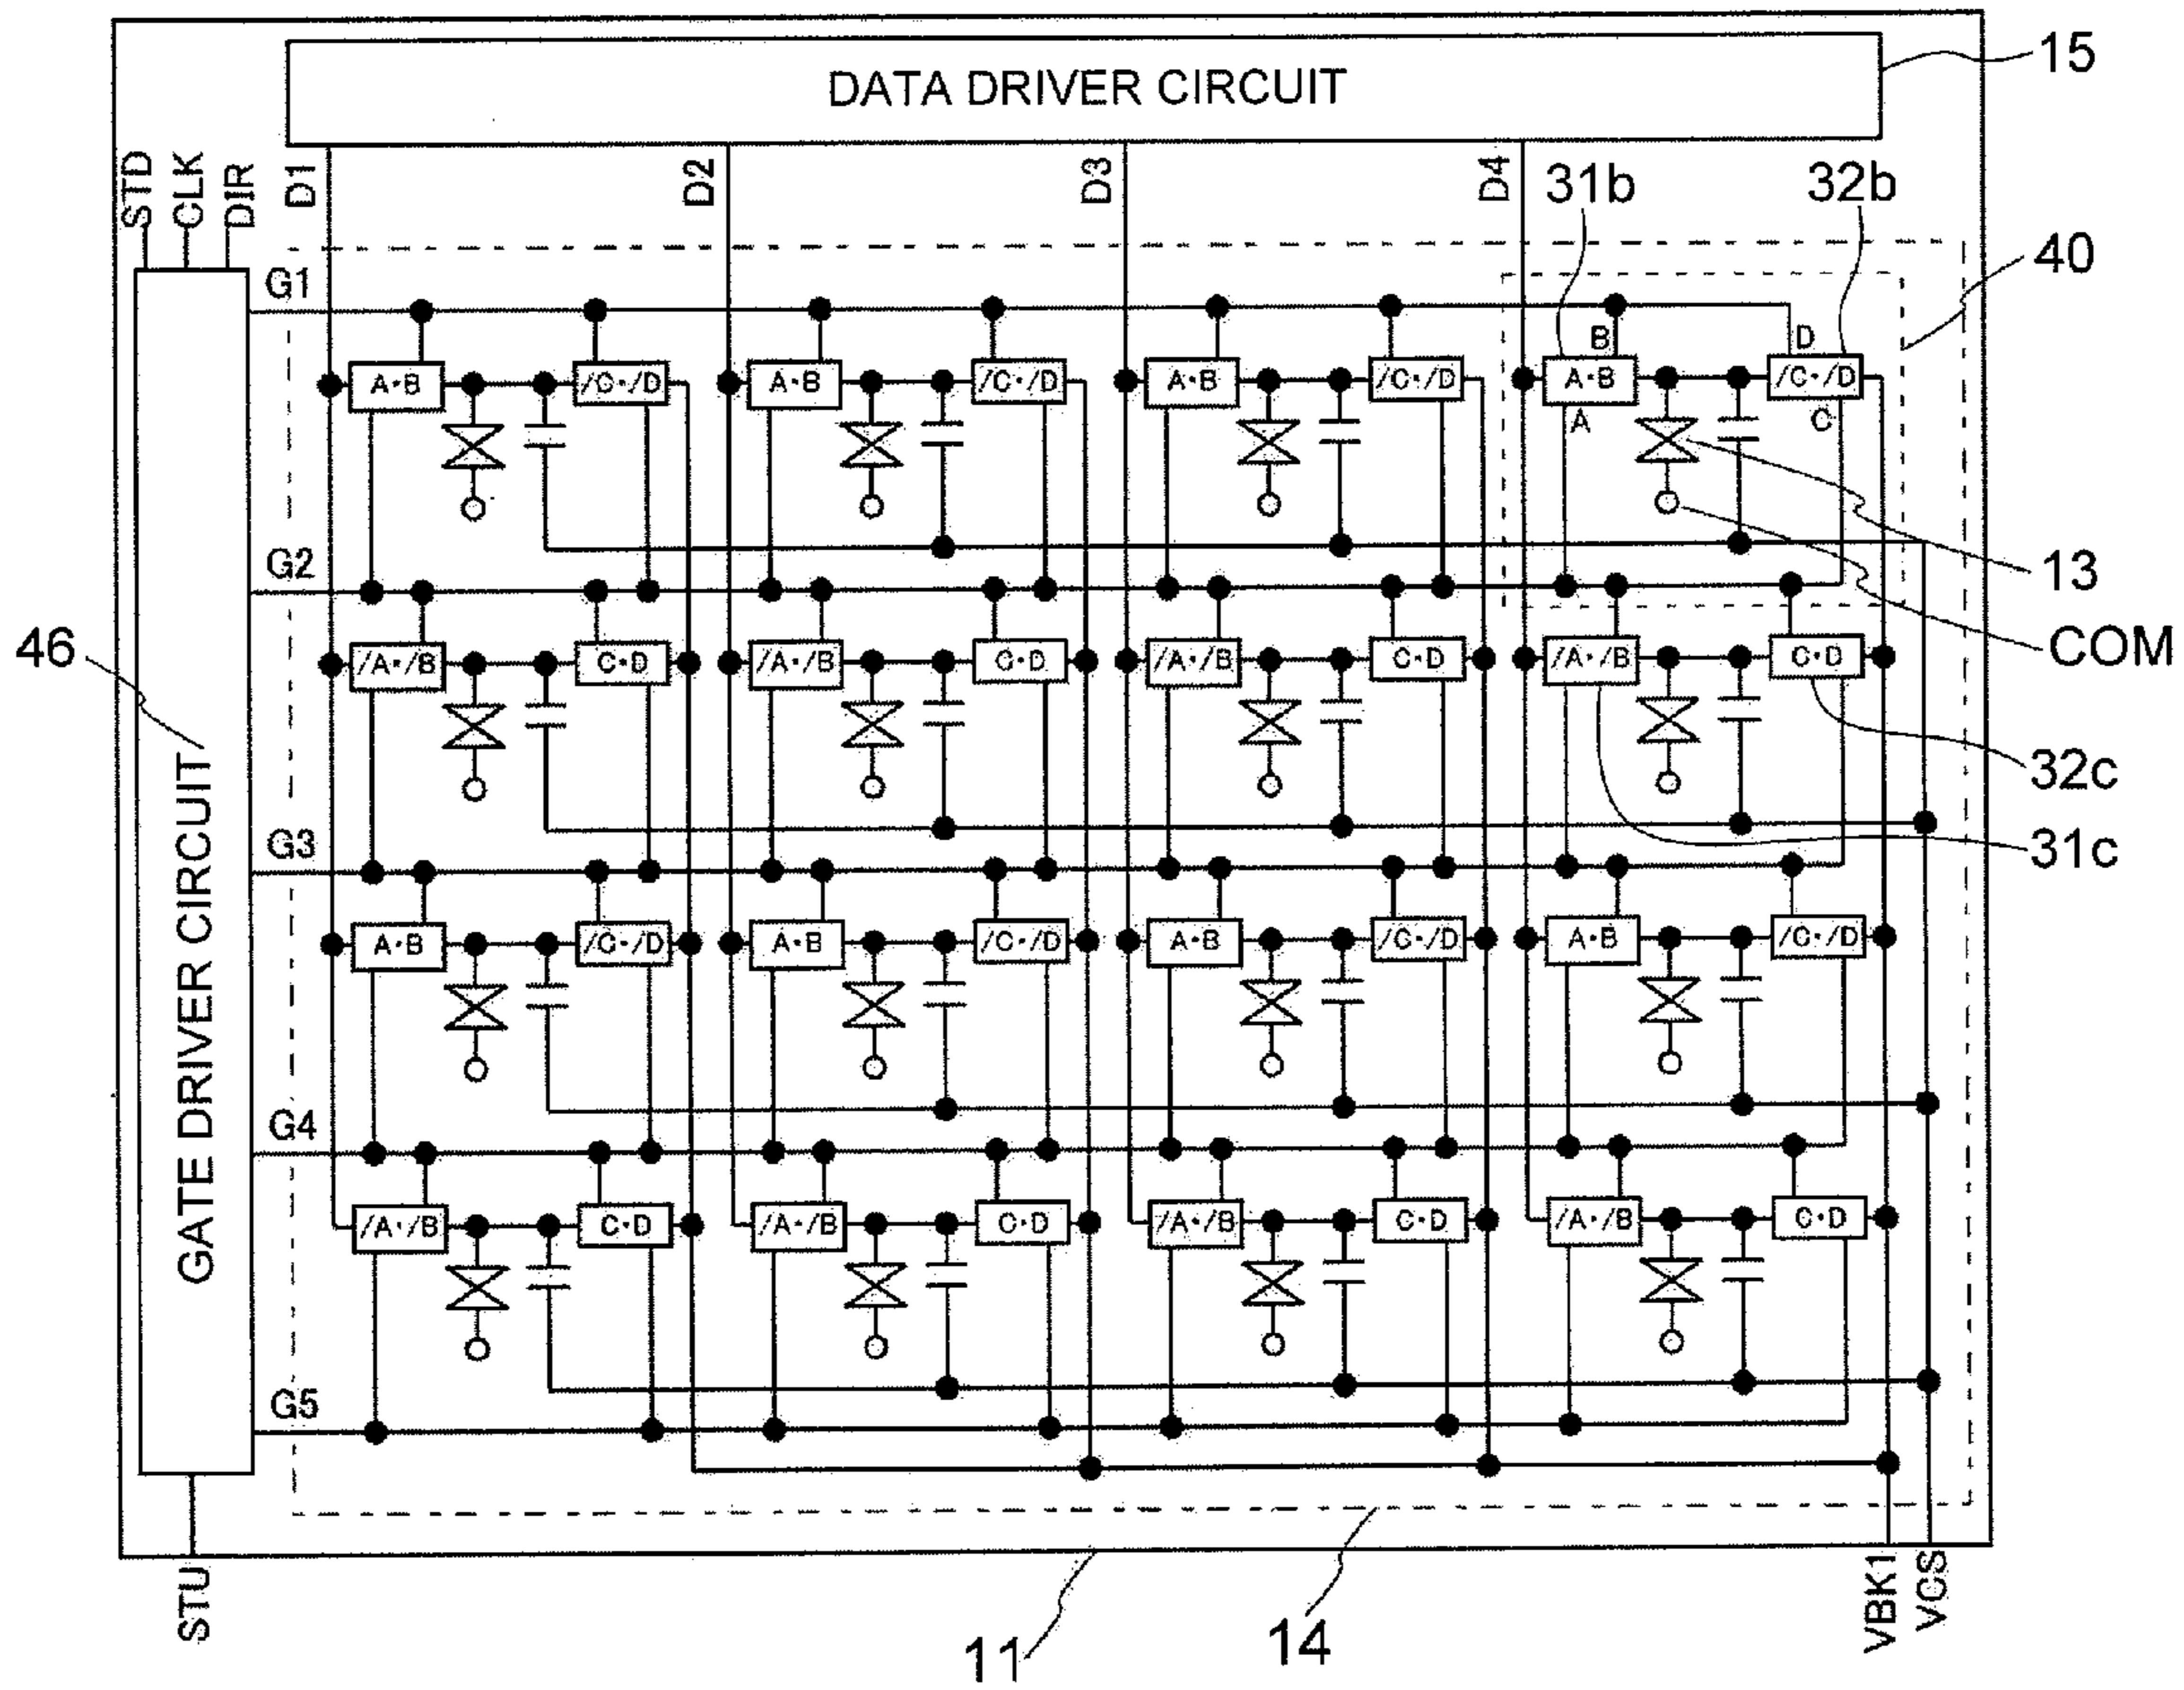 DATA DRIVER CIRCUIT
15
STD
CLK
DIR
D1
D2
D3
D4
31b
32b
40
G1
B
D
A·B
/C·/D
A·B
/C·/D
A·B
/C·/D
A·B
/C·/D
A
C
13
G2
COM
46
/A·/B
C·D
/A·/B
C·D
/A·/B
C·D
/A·/B
C·D
32c
31c
GATE DRIVER CIRCUIT
G3
A·B
/C·/D
A·B
/C·/D
A·B
/C·/D
A·B
/C·/D
G4
/A·/B
C·D
/A·/B
C·D
/A·/B
C·D
/A·/B
C·D
G5
STU
11
14
VBK1
VCS